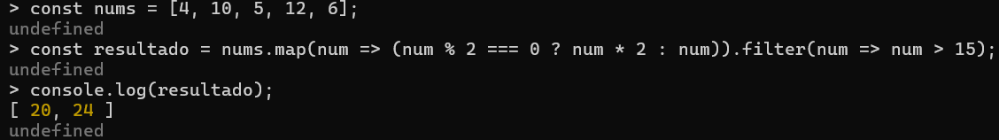 > const nums = [4, 10, 5, 12, 6];
undefined
> const resultado = nums.map(num => (num % 2 === 0 ? num * 2 : num)).filter(num => num > 15);
undefined
> console.log(resultado);
[ 20, 24 ]
undefined